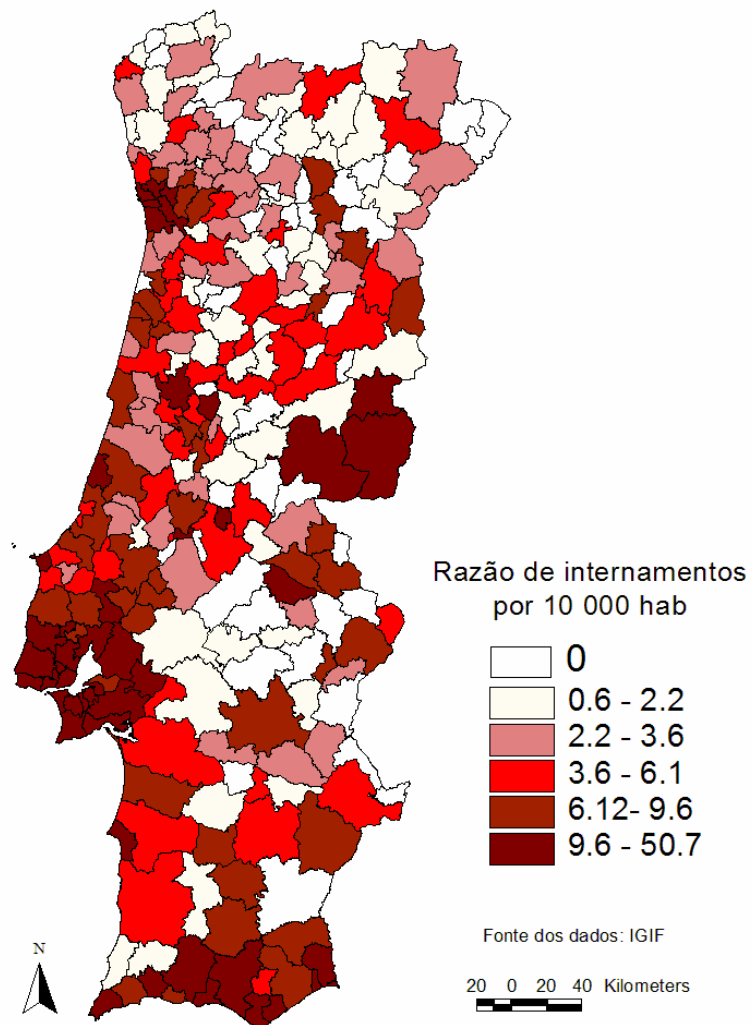 Razão de internamentos
por 10 000 hab
0
0.6 - 2.2
2.2 - 3.6
3.6 - 6.1
6.12- 9.6
9.6 - 50.7
Fonte dos dados: IGIF
N
20 0 20 40 Kilometers